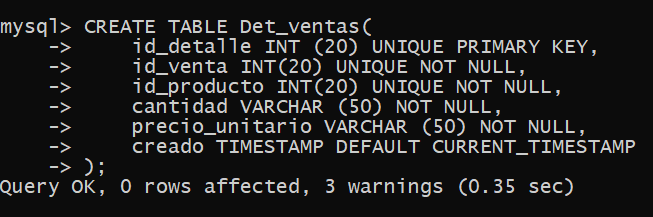 mysql> CREATE TABLE Det_ventas(
    ->     id_detalle INT (20) UNIQUE PRIMARY KEY,
    ->     id_venta INT(20) UNIQUE NOT NULL,
    ->     id_producto INT(20) UNIQUE NOT NULL,
    ->     cantidad VARCHAR (50) NOT NULL,
    ->     precio_unitario VARCHAR (50) NOT NULL,
    ->     creado TIMESTAMP DEFAULT CURRENT_TIMESTAMP
    -> );
Query OK, 0 rows affected, 3 warnings (0.35 sec)